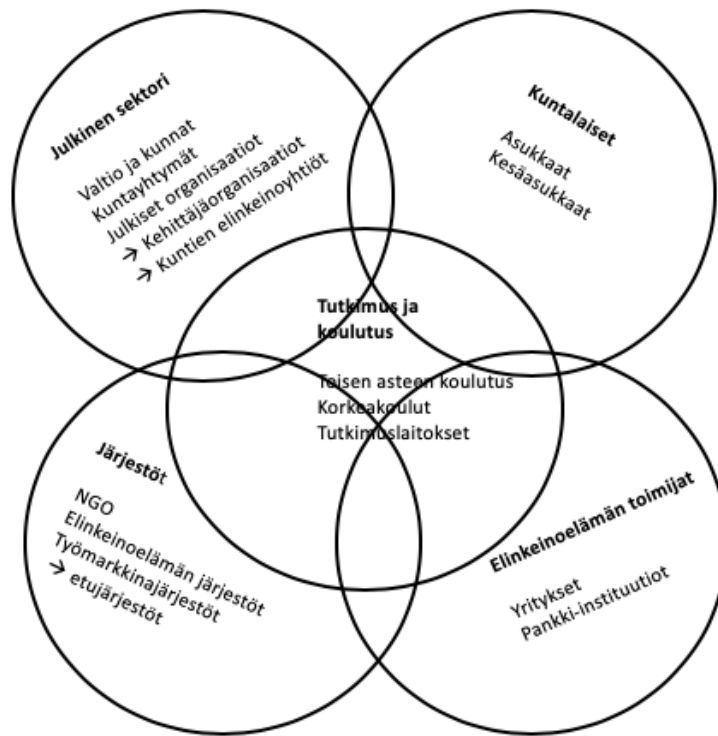 Julkinen sektori
Valtio ja kunnat
Kuntayhtymät
Julkiset organisaatiot
→ Kehittäjäorganisaatiot
→ Kuntien elinkeinoyhtiöt
Kuntalaiset
Asukkaat
Kesäasukkaat
Tutkimus ja
koulutus
Toisen asteen koulutus
Korkeakoulut
Tutkimuslaitokset
Järjestöt
NGO
Elinkeinoelämän järjestöt
Työmarkkinajärjestöt
→ etujärjestöt
Elinkeinoelämän toimijat
Yritykset
Pankki-instituutiot